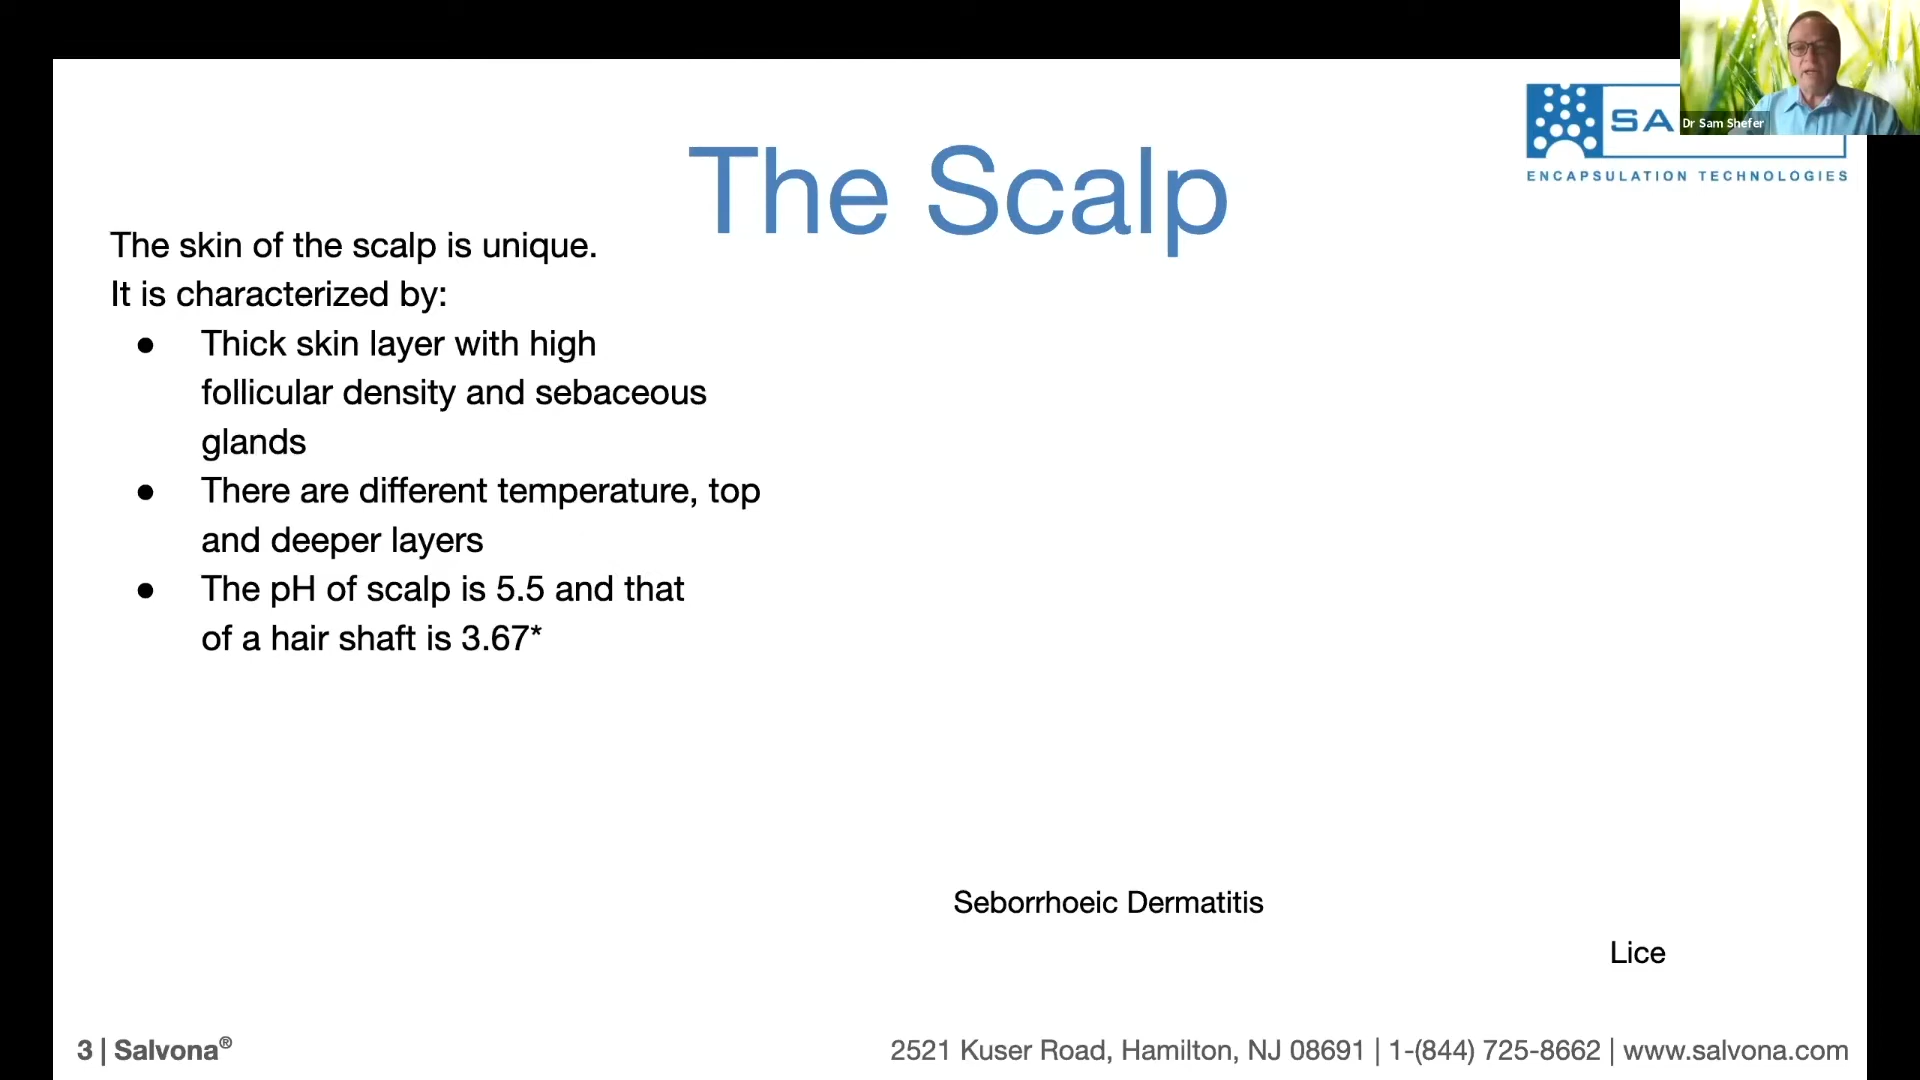 Dr Sam Shefer
SA
ENCAPSULATION TECHNOLOGIES
The Scalp
The skin of the scalp is unique.
It is characterized by:
● Thick skin layer with high
follicular density and sebaceous
glands
● There are different temperature, top
and deeper layers
● The pH of scalp is 5.5 and that
of a hair shaft is 3.67*
Seborrhoeic Dermatitis
Lice
3 | Salvona®
2521 Kuser Road, Hamilton, NJ 08691 | 1-(844) 725-8662 | www.salvona.com